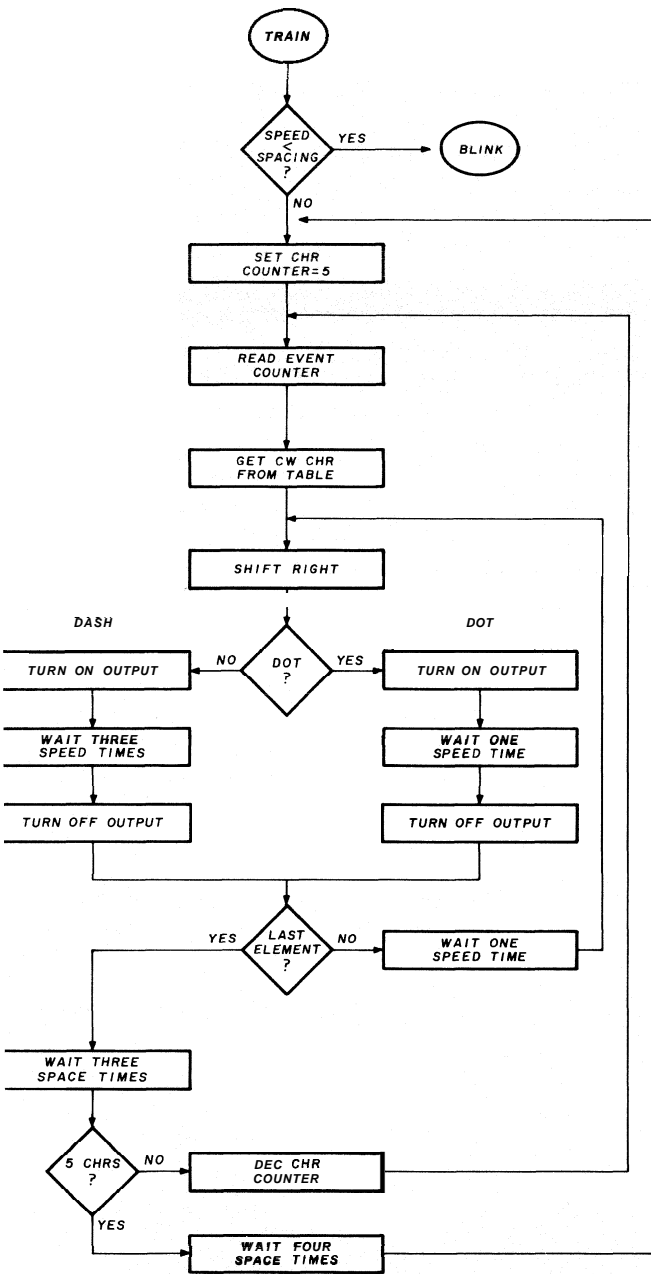 TRAIN
SPEED
<
SPACING
?
YES
BLINK
NO
SET CHR
COUNTER=5
READ EVENT
COUNTER
GET CW CHR
FROM TABLE
SHIFT RIGHT
DASH
DOT
TURN ON OUTPUT
NO
DOT
?
YES
TURN ON OUTPUT
WAIT THREE
SPEED TIMES
WAIT ONE
SPEED TIME
TURN OFF OUTPUT
TURN OFF OUTPUT
YES
LAST
ELEMENT
?
NO
WAIT ONE
SPEED TIME
WAIT THREE
SPACE TIMES
5 CHRS
?
NO
DEC CHR
COUNTER
YES
WAIT FOUR
SPACE TIMES